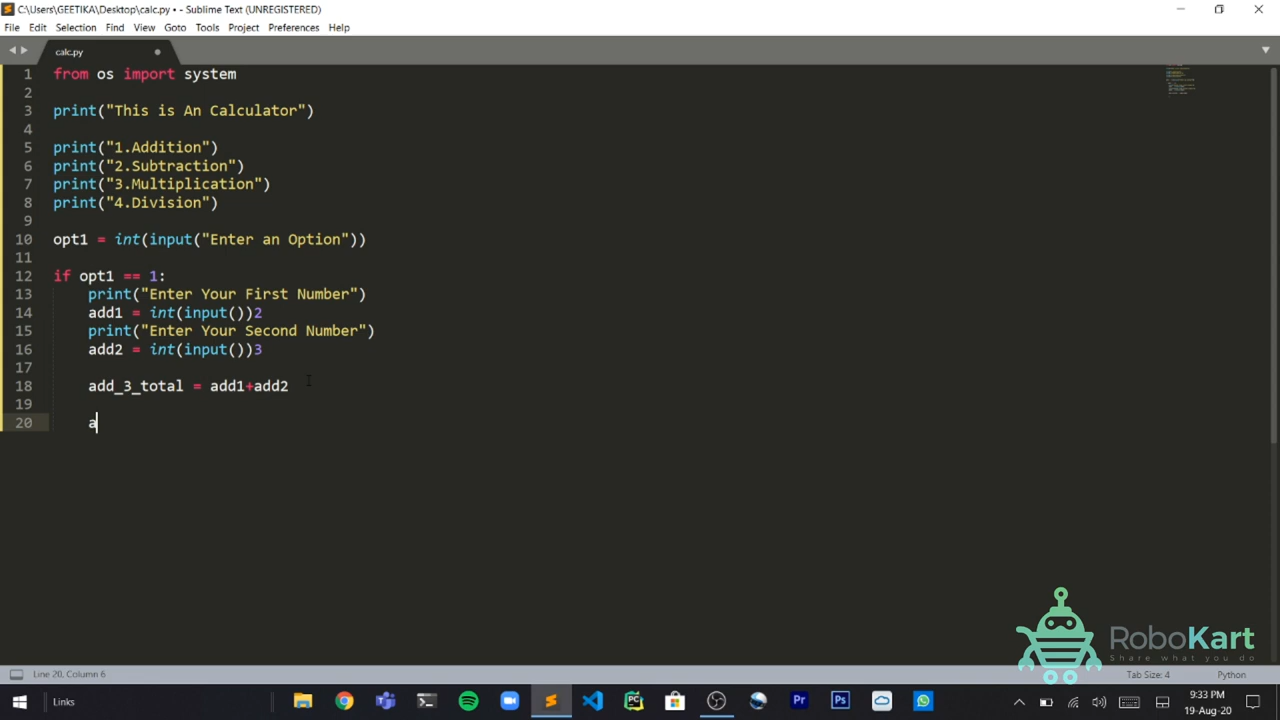 C:\Users\GEETIKA\Desktop\calc.py • - Sublime Text (UNREGISTERED)
File Edit Selection Find View Goto Tools Project Preferences Help
calc.py
1 from os import system
2
3 print("This is An Calculator")
4
5 print("1.Addition")
6 print("2.Subtraction")
7 print("3.Multiplication")
8 print("4.Division")
9
10 opt1 = int(input("Enter an Option"))
11
12 if opt1 == 1:
13 print("Enter Your First Number")
14 add1 = int(input())2
15 print("Enter Your Second Number")
16 add2 = int(input())3
17
18 add_3_total = add1+add2
19
20 a
RoboKart
Share what you do
Line 20, Column 6
Tab Size: 4
Python
Links
9:33 PM
19-Aug-20